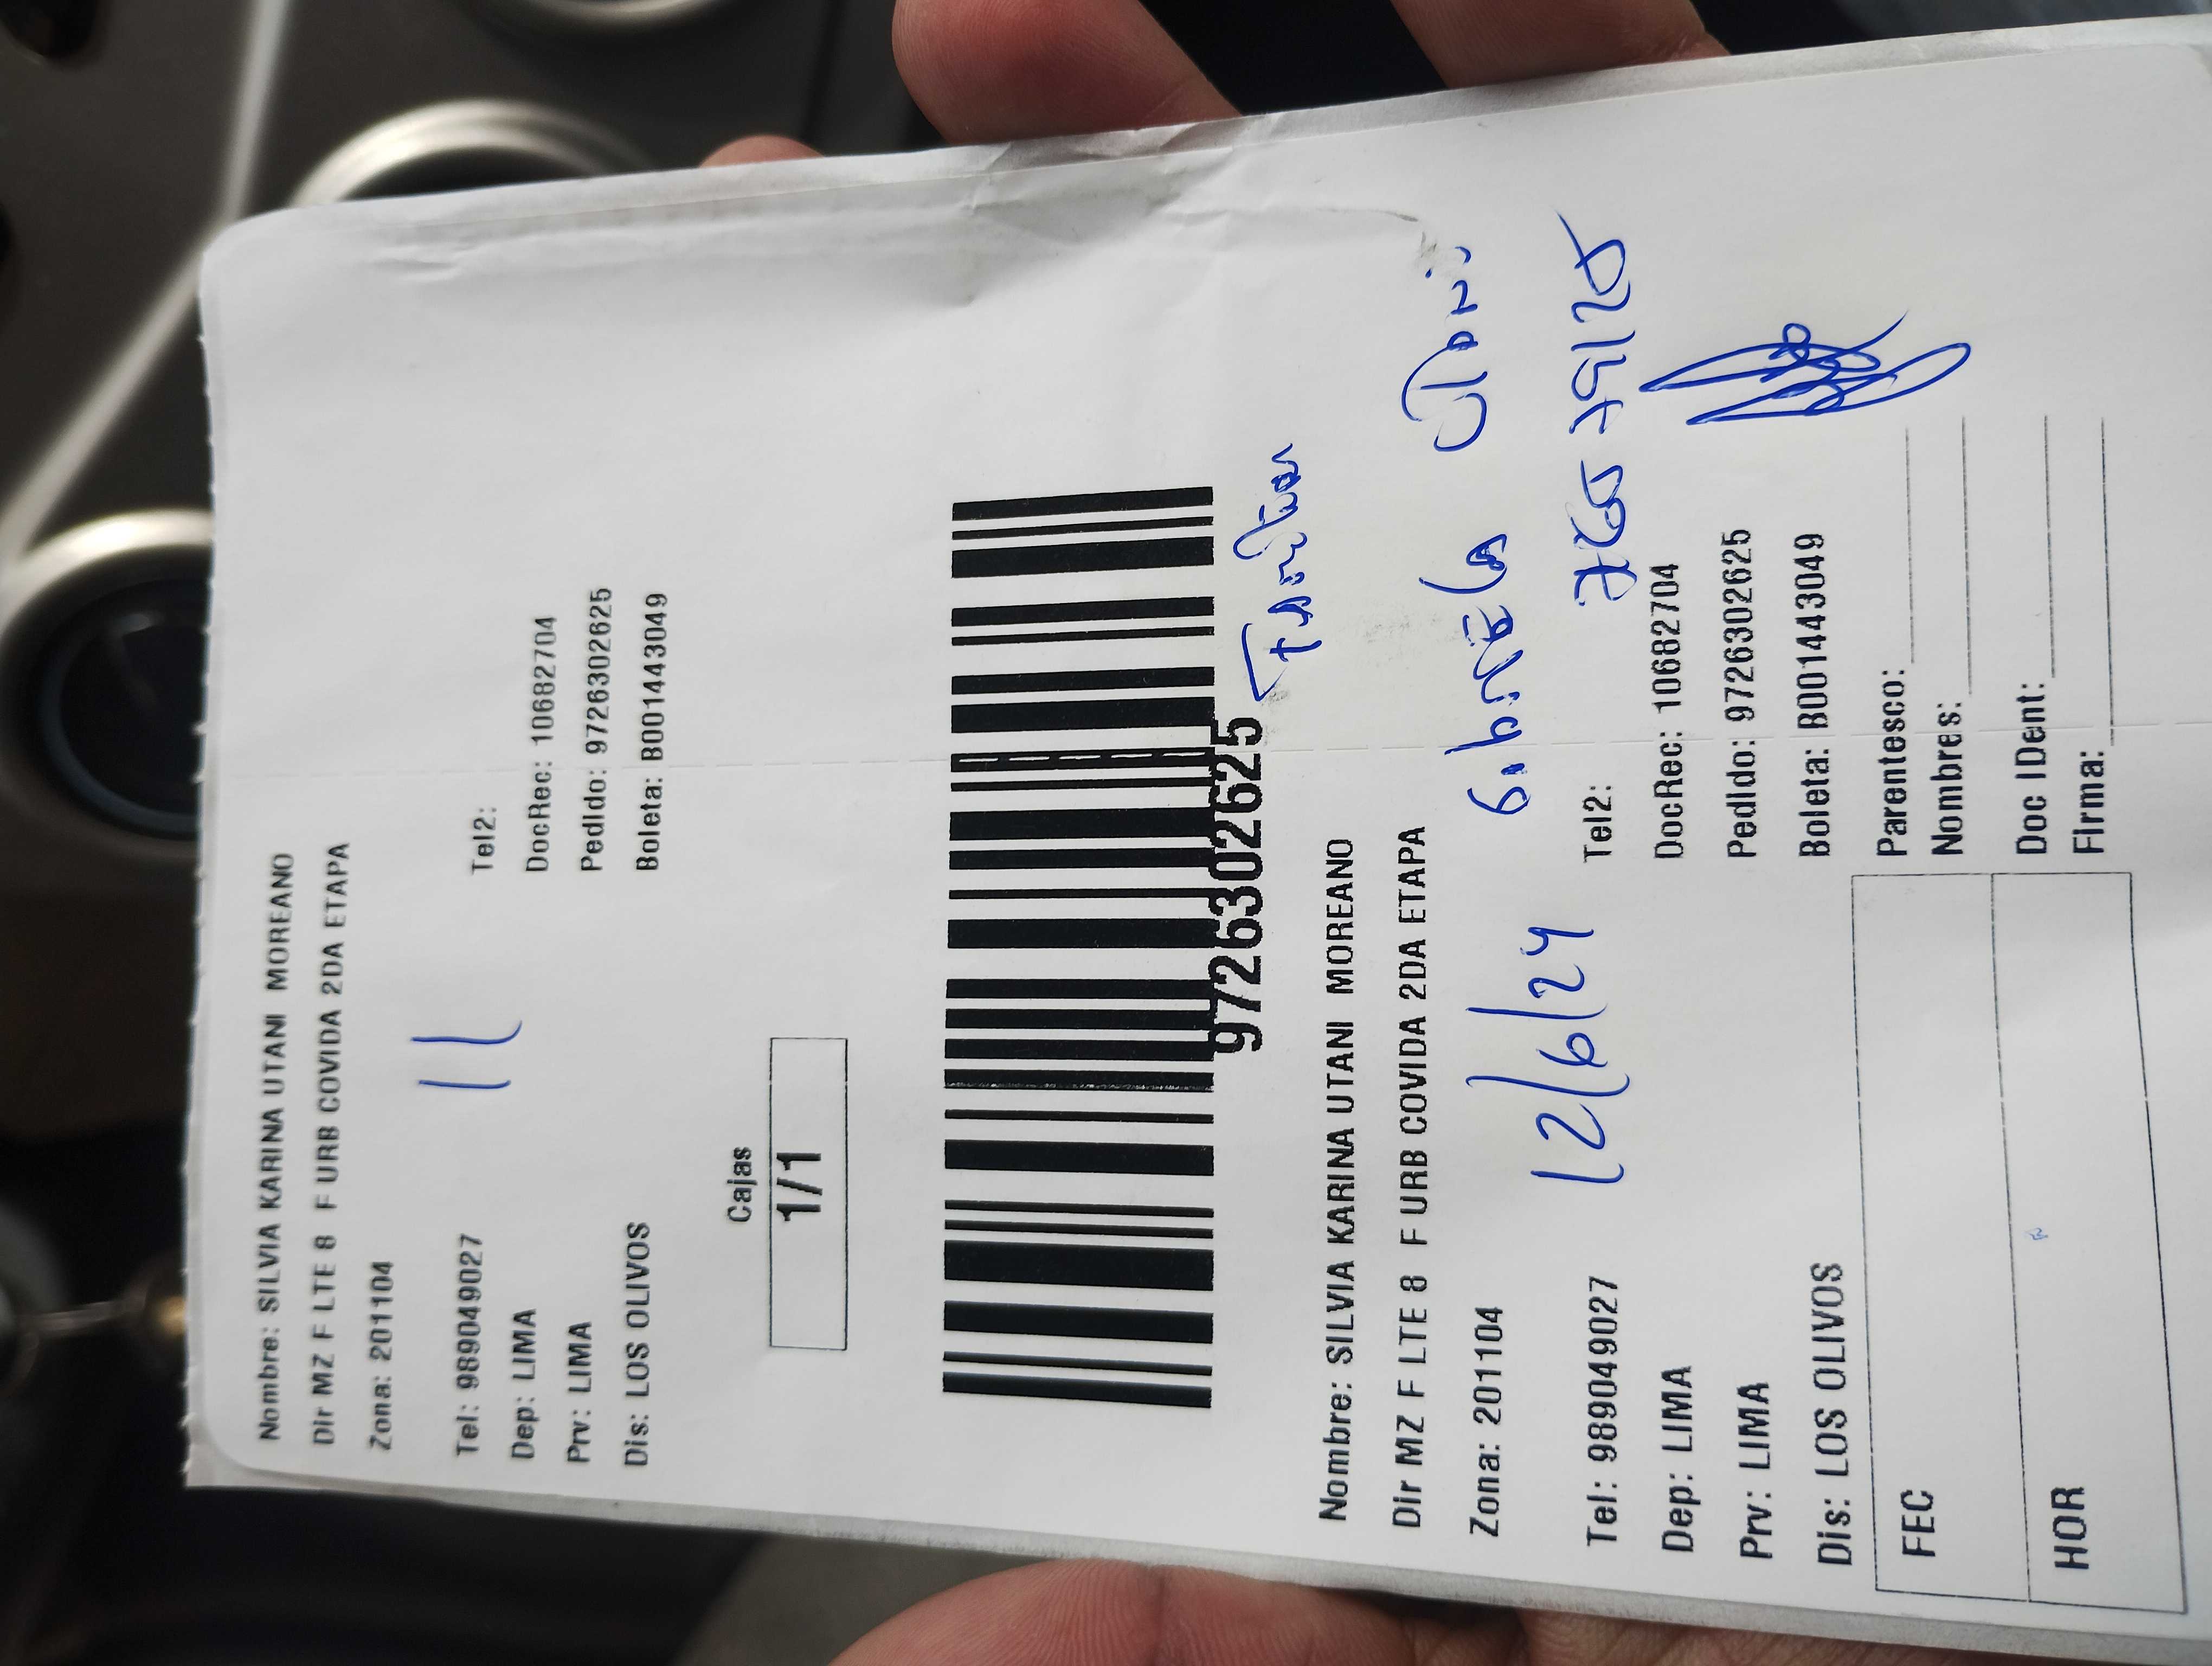 Nombre: SILVIA KARINA UTANI MOREANO
Dir MZ F LTE 8 F URB COVIDA 2DA ETAPA
Zona: 201104
11
Tel: 989049027 Tel2:
Dep: LIMA DocRec: 10682704
Prv: LIMA Pedido: 972630262​5
Dis: LOS OLIVOS Boleta: B001443049
Cajas
1/1
9726302625
Nombre: SILVIA KARINA UTANI MOREANO
Dir MZ F LTE 8 F URB COVIDA 2DA ETAPA
Zona: 201104
12/6/24
Tel: 989049027 Tel2:
Dep: LIMA DocRec: 10682704
Prv: LIMA Pedido: 9726302625
Dis: LOS OLIVOS Boleta: B001443049
FEC Parentesco:
Nombres:
HOR Doc IDent:
Firma: